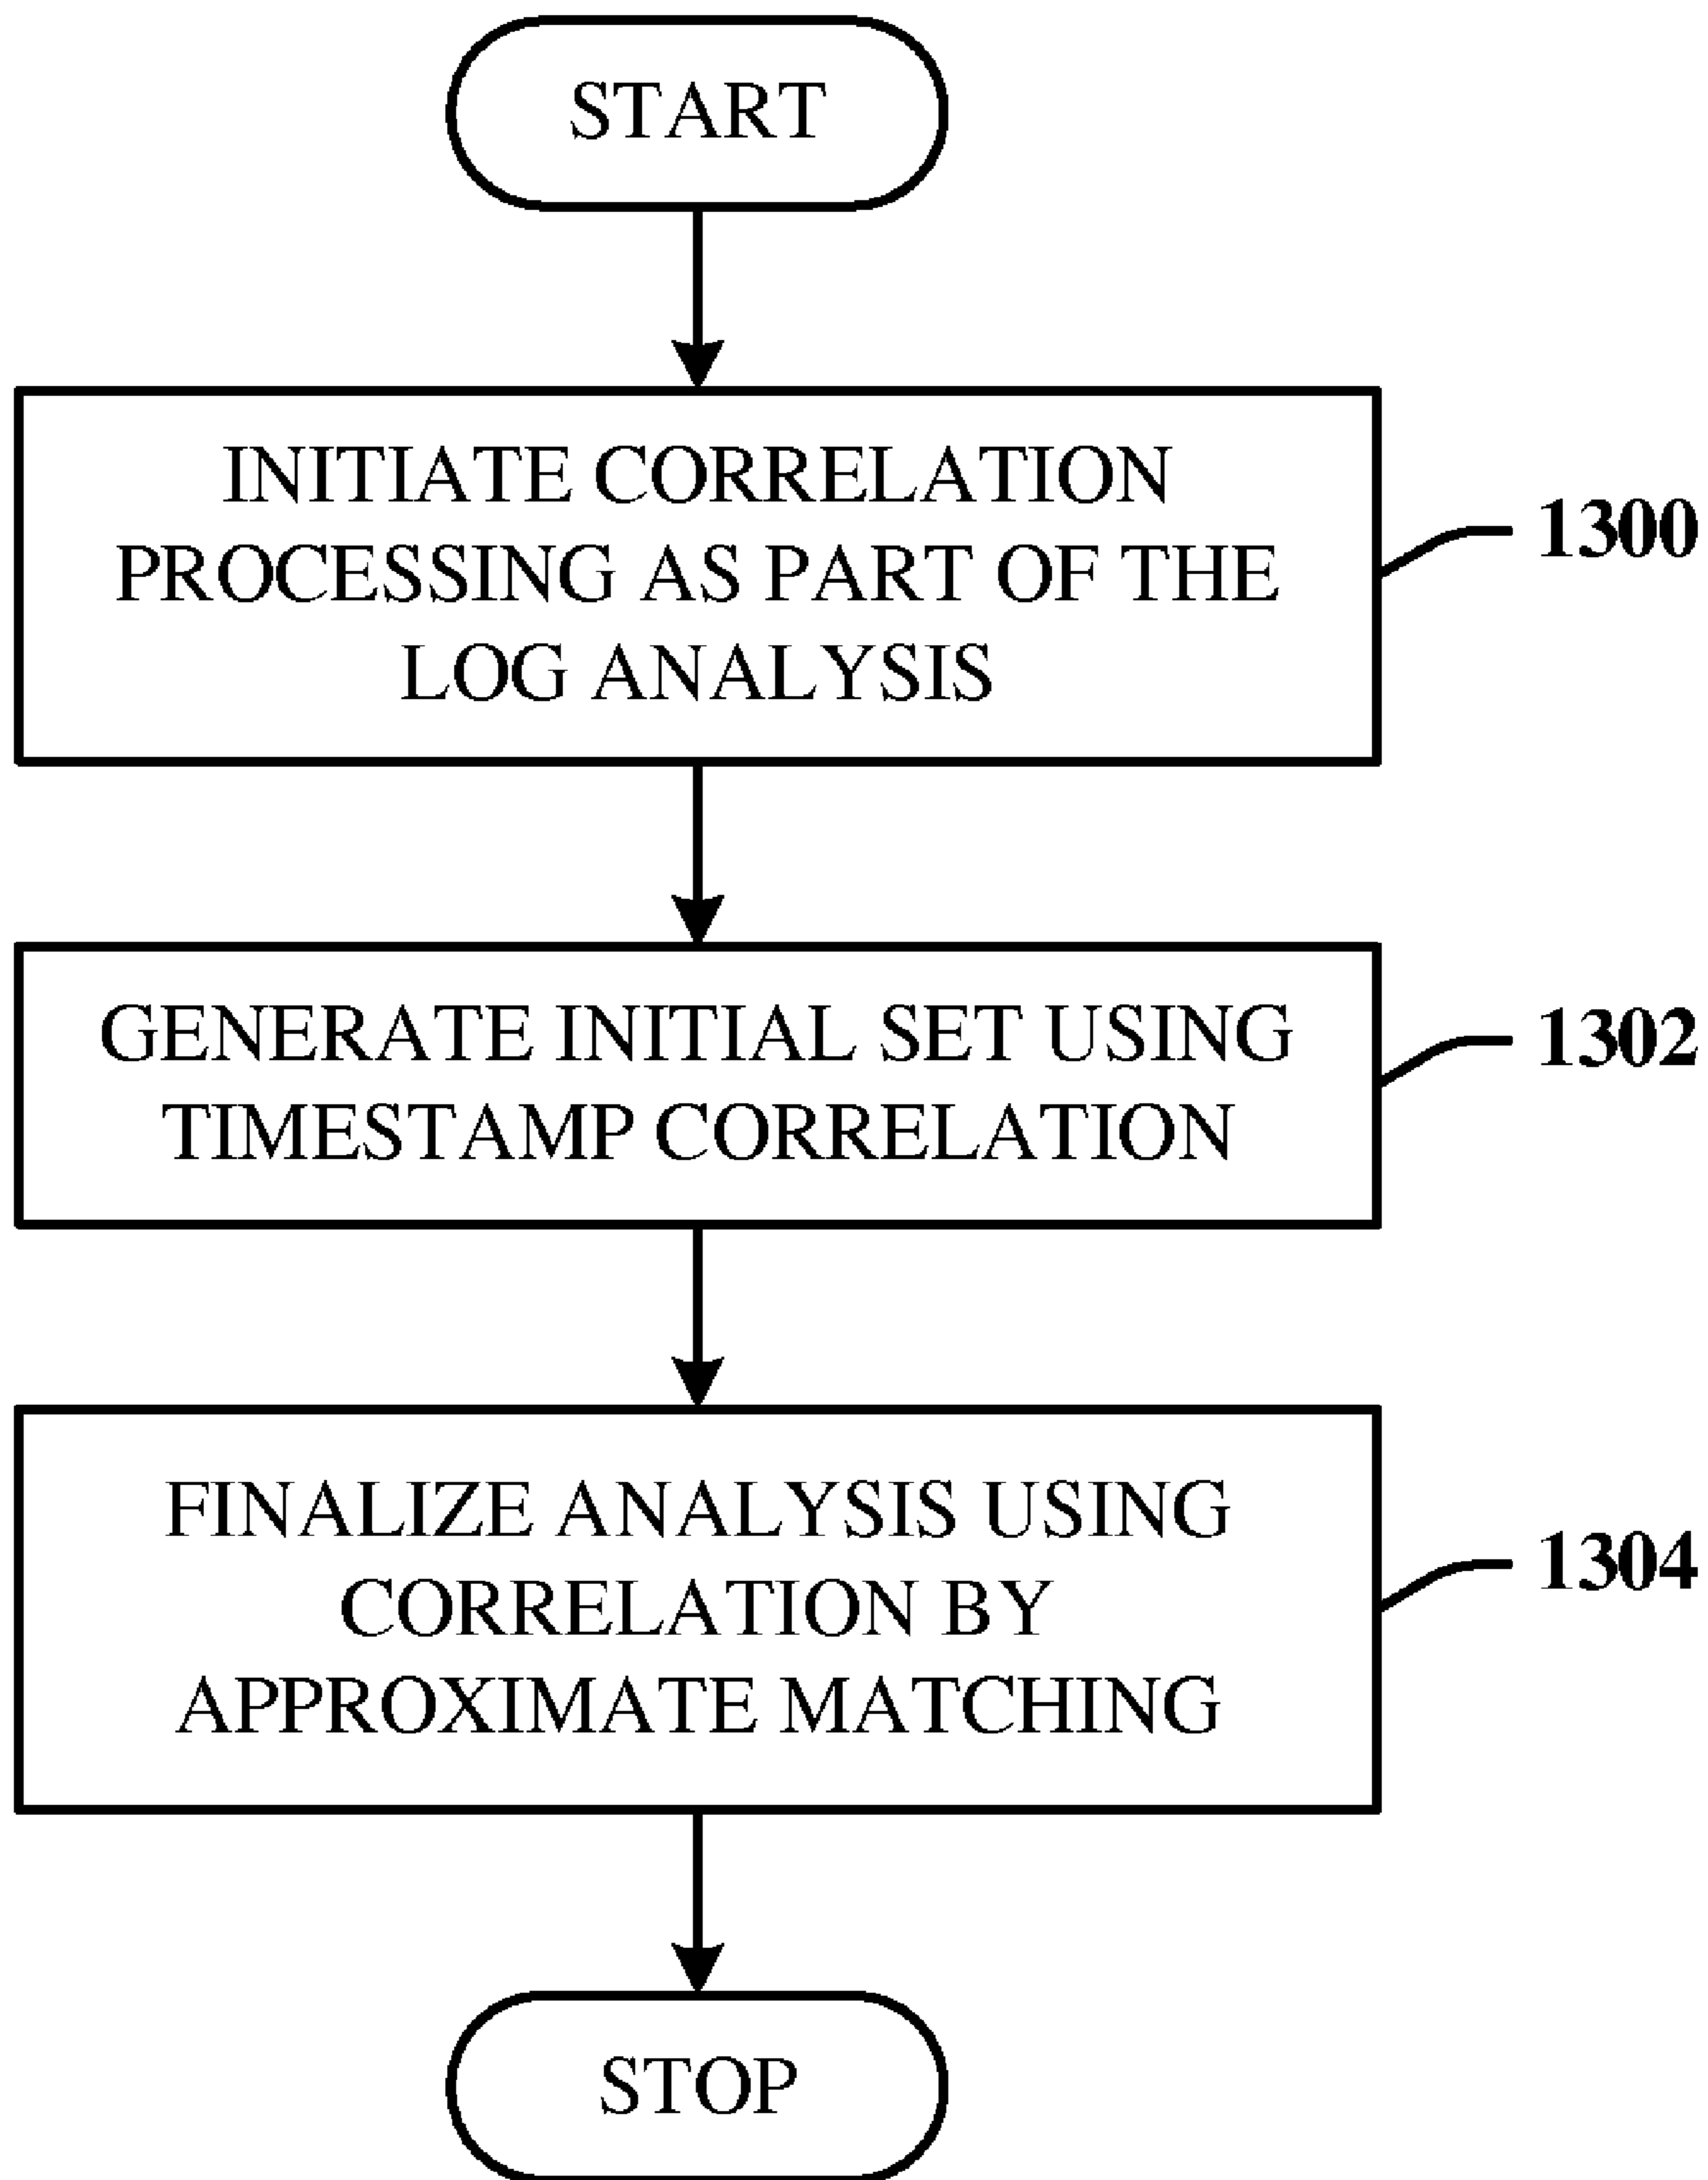 START
INITIATE CORRELATION
PROCESSING AS PART OF THE
LOG ANALYSIS
1300
GENERATE INITIAL SET USING
TIMESTAMP CORRELATION
1302
FINALIZE ANALYSIS USING
CORRELATION BY
APPROXIMATE MATCHING
1304
STOP